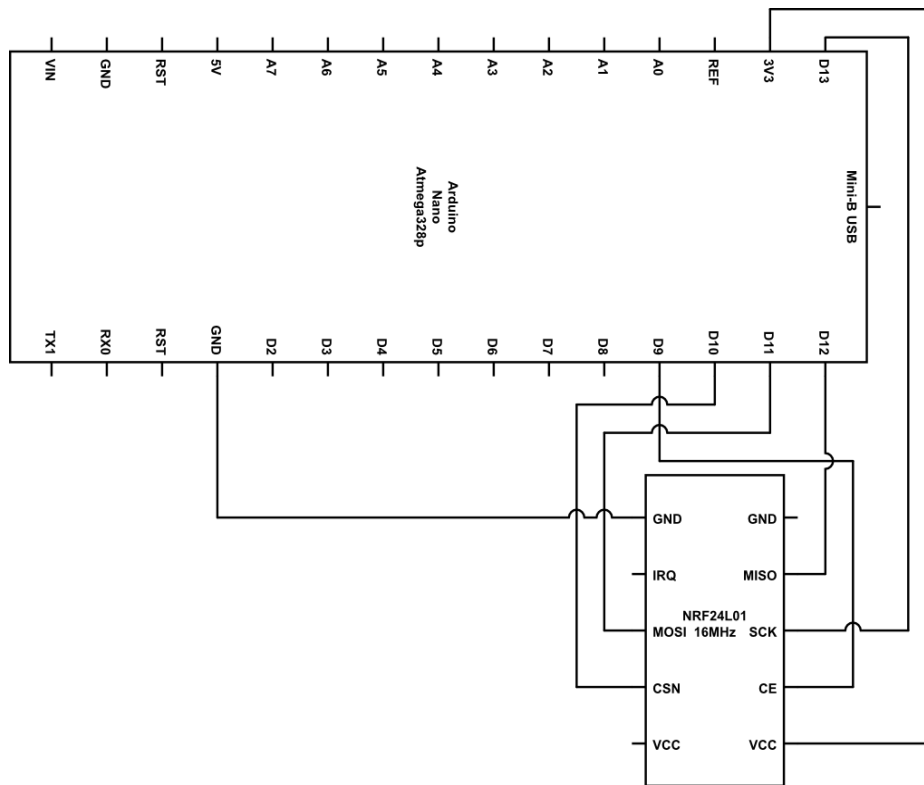 VIN
GND
RST
5V
A7
A6
A5
A4
A3
A2
A1
A0
REF
3V3
D13
Arduino
Nano
Atmega328p
Mini-B USB
TX1
RX0
RST
GND
D2
D3
D4
D5
D6
D7
D8
D9
D10
D11
D12
GND
GND
IRQ
MISO
NRF24L01
MOSI 16MHz SCK
CSN
CE
VCC
VCC